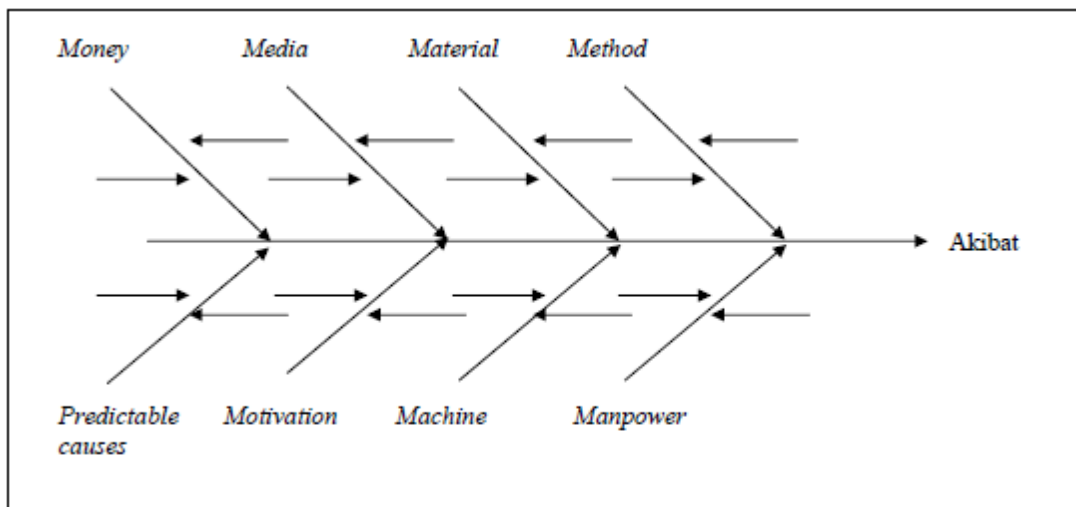 Money
Media
Material
Method
Akibat
Predictable
causes
Motivation
Machine
Manpower